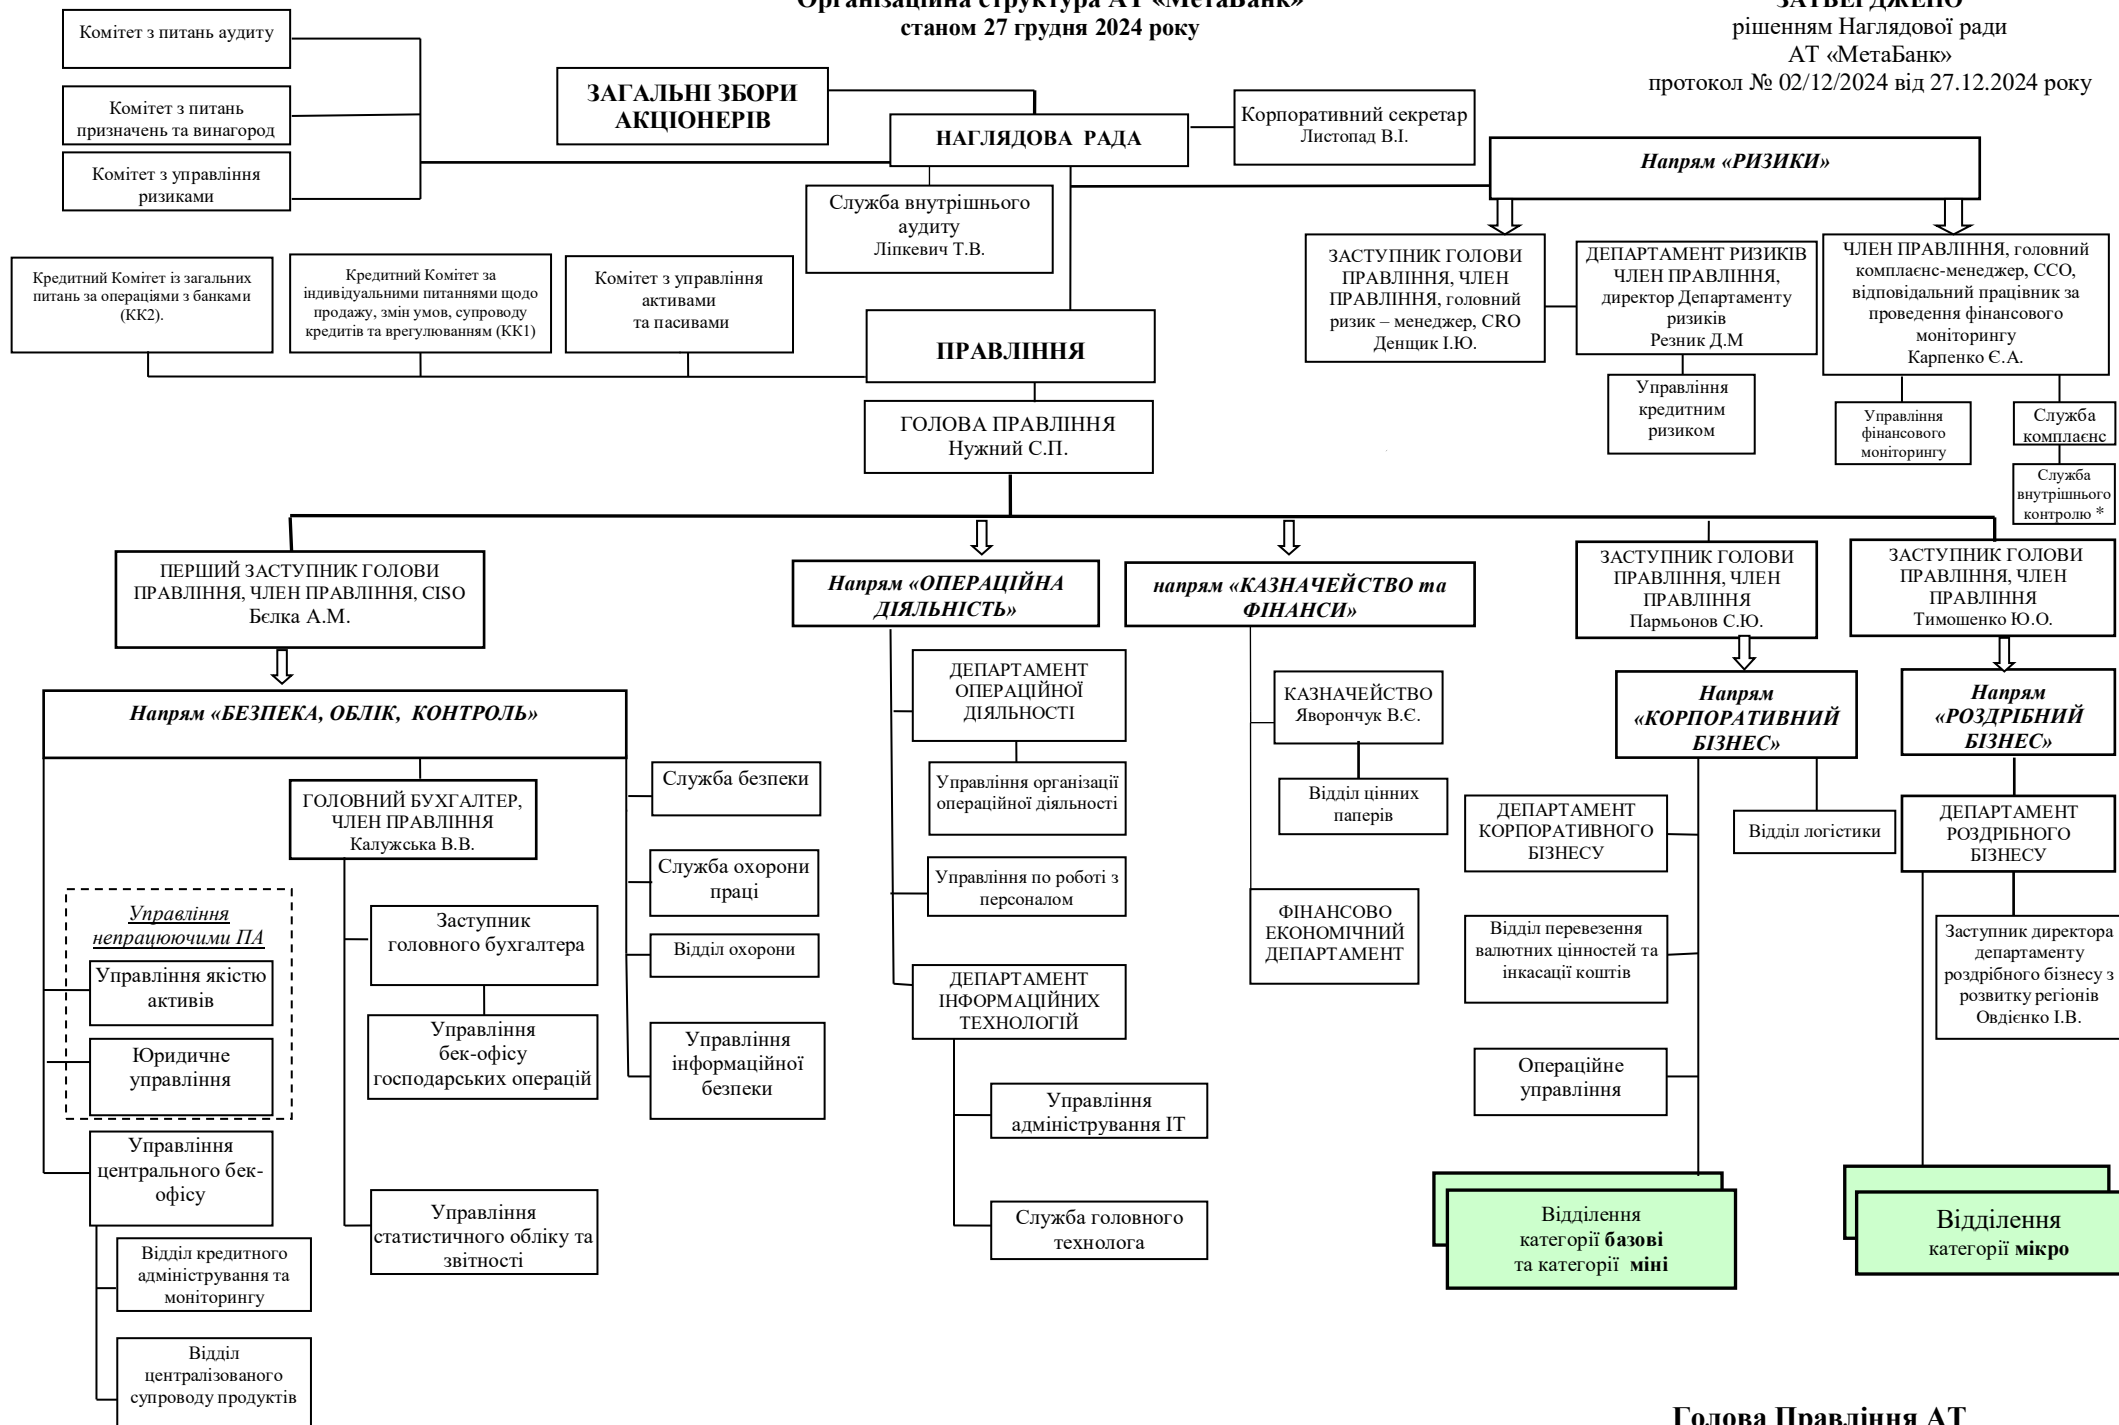 Організаційна структура АТ «МетаБанк»
станом 27 грудня 2024 року
ЗАТВЕРДЖЕНО
рішенням Наглядової ради
АТ «МетаБанк»
протокол № 02/12/2024 від 27.12.2024 року
Комітет з питань аудиту
Комітет з питань
призначень та винагород
Комітет з управління
ризиками
ЗАГАЛЬНІ ЗБОРИ
АКЦІОНЕРІВ
НАГЛЯДОВА РАДА
Корпоративний секретар
Листопад В.І.
Служба внутрішнього
аудиту
Ліпкевич Т.В.
Напрям «РИЗИКИ»
Кредитний Комітет із загальних
питань за операціями з банками
(КК2).
Кредитний Комітет за
індивідуальними питаннями щодо
продажу, змін умов, супроводу
кредитів та врегулюванням (КК1)
Комітет з управління
активами
та пасивами
ПРАВЛІННЯ
ГОЛОВА ПРАВЛІННЯ
Нужний С.П.
ЗАСТУПНИК ГОЛОВИ
ПРАВЛІННЯ, ЧЛЕН
ПРАВЛІННЯ, головний
ризик – менеджер, CRO
Денщик І.Ю.
ДЕПАРТАМЕНТ РИЗИКІВ
ЧЛЕН ПРАВЛІННЯ,
директор Департаменту
ризиків
Резник Д.М
Управління
кредитним
ризиком
ЧЛЕН ПРАВЛІННЯ, головний
комплаєнс-менеджер, ССО,
відповідальний працівник за
проведення фінансового
моніторингу
Карпенко Є.А.
Управління
фінансового
моніторингу
Служба
комплаєнс
Служба
внутрішнього
контролю *
ПЕРШИЙ ЗАСТУПНИК ГОЛОВИ
ПРАВЛІННЯ, ЧЛЕН ПРАВЛІННЯ, CISO
Бєлка А.М.
Напрям «ОПЕРАЦІЙНА
ДІЯЛЬНІСТЬ»
напрям «КАЗНАЧЕЙСТВО та
ФІНАНСИ»
ЗАСТУПНИК ГОЛОВИ
ПРАВЛІННЯ, ЧЛЕН
ПРАВЛІННЯ
Пармьонов С.Ю.
ЗАСТУПНИК ГОЛОВИ
ПРАВЛІННЯ, ЧЛЕН
ПРАВЛІННЯ
Тимошенко Ю.О.
Напрям «БЕЗПЕКА, ОБЛІК, КОНТРОЛЬ»
ГОЛОВНИЙ БУХГАЛТЕР,
ЧЛЕН ПРАВЛІННЯ
Калужська В.В.
Управління
непрацюючими ПА
Управління якістю
активів
Юридичне
управління
Управління
центрального бек-
офісу
Відділ кредитного
адміністрування та
моніторингу
Відділ
централізованого
супроводу продуктів
Заступник
головного бухгалтера
Управління
бек-офісу
господарських операцій
Управління
статистичного обліку та
звітності
Служба безпеки
Служба охорони
праці
Відділ охорони
Управління
інформаційної
безпеки
ДЕПАРТАМЕНТ
ОПЕРАЦІЙНОЇ
ДІЯЛЬНОСТІ
Управління організації
операційної діяльності
Управління по роботі з
персоналом
ДЕПАРТАМЕНТ
ІНФОРМАЦІЙНИХ
ТЕХНОЛОГІЙ
Управління
адміністрування ІТ
Служба головного
технолога
КАЗНАЧЕЙСТВО
Яворончук В.Є.
Відділ цінних
паперів
ФІНАНСОВО
ЕКОНОМІЧНИЙ
ДЕПАРТАМЕНТ
Напрям
«КОРПОРАТИВНИЙ
БІЗНЕС»
ДЕПАРТАМЕНТ
КОРПОРАТИВНОГО
БІЗНЕСУ
Відділ логістики
Відділ перевезення
валютних цінностей та
інкасації коштів
Операційне
управління
Відділення
категорії базові
та категорії міні
Напрям
«РОЗДРІБНИЙ
БІЗНЕС»
ДЕПАРТАМЕНТ
РОЗДРІБНОГО
БІЗНЕСУ
Заступник директора
департаменту
роздрібного бізнесу з
розвитку регіонів
Овдієнко І.В.
Відділення
категорії мікро
Голова Правління АТ